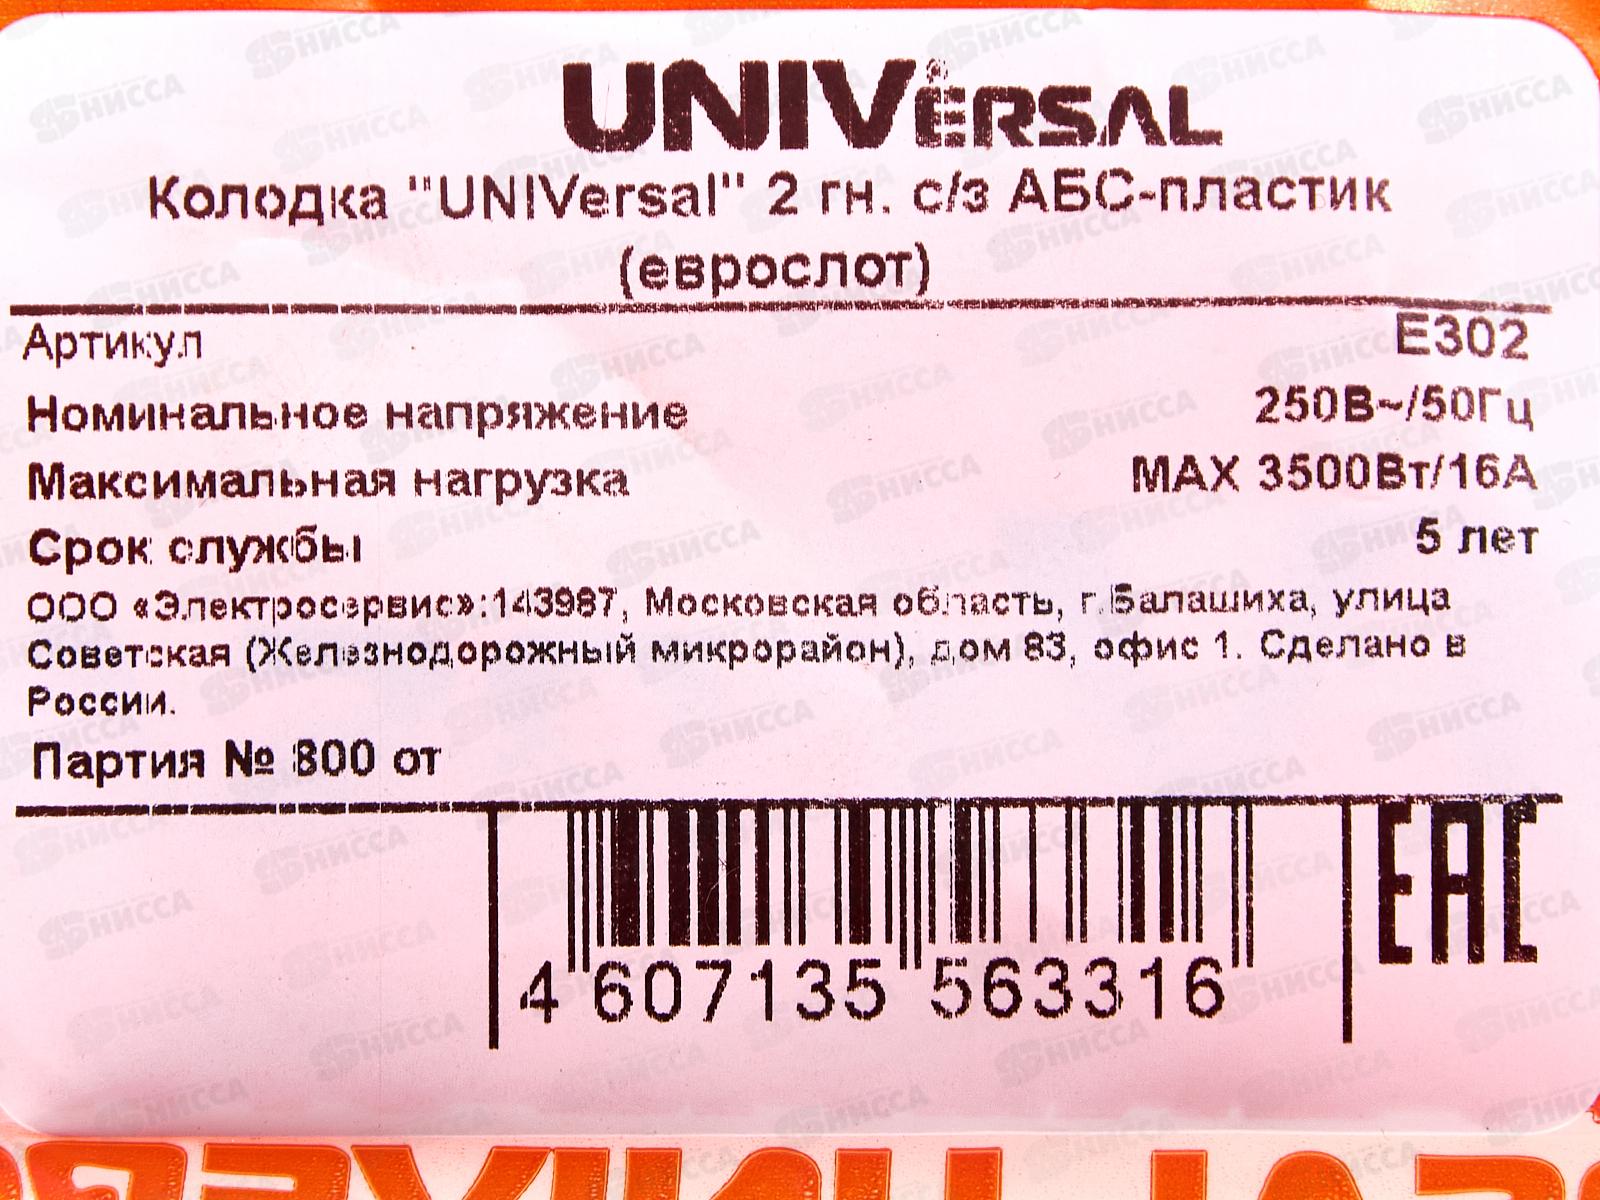 UNIVERSAL
Колодка "UNIVersal" 2 гн. с/з АБС-пластик
(еврослот)
Артикул E302
Номинальное напряжение 250В~/50Гц
Максимальная нагрузка MAX 3500Вт/16А
Срок службы 5 лет
ООО «Электросервис»:143987, Московская область, г.Балашиха, улица
Советская (Железнодорожный микрорайон), дом 83, офис 1. Сделано в
России.
Партия № 800 от
EAC
4 607135 563316
НИССА